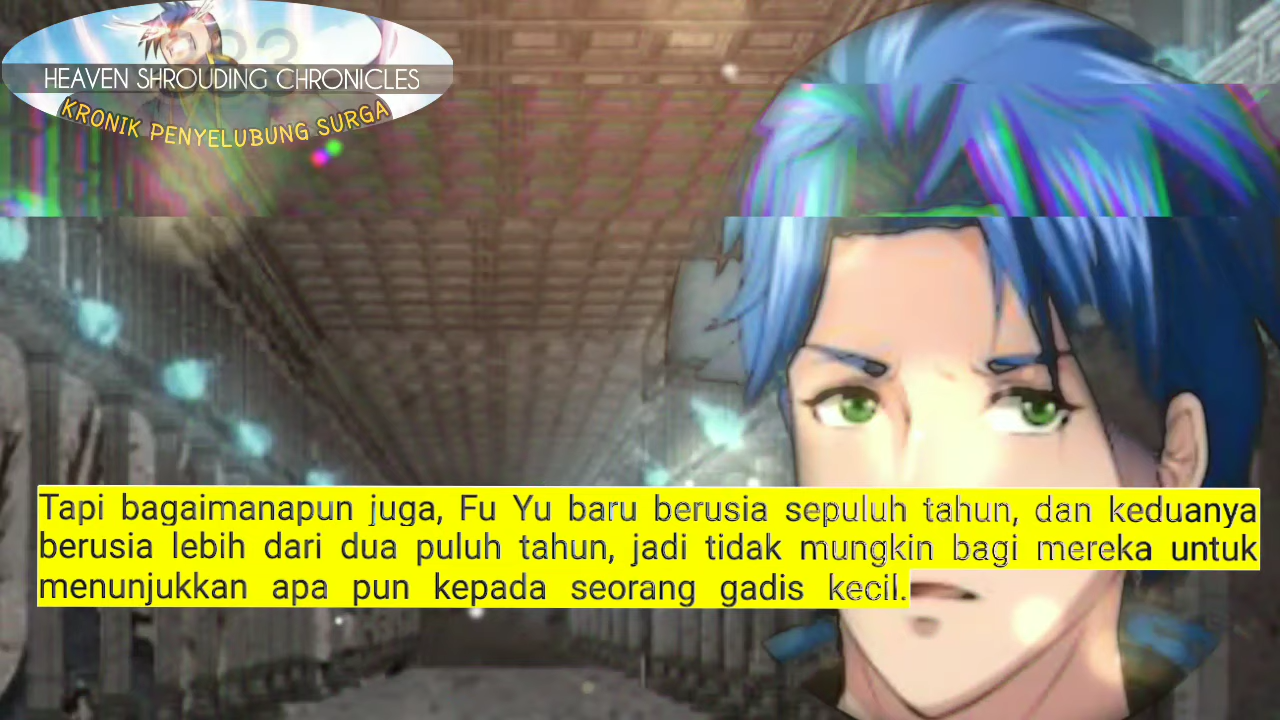 HEAVEN SHROUDING CHRONICLES
KRONIK PENYELUBUNG SURGA
Tapi bagaimanapun juga, Fu Yu baru berusia sepuluh tahun, dan keduanya
berusia lebih dari dua puluh tahun, jadi tidak mungkin bagi mereka untuk
menunjukkan apa pun kepada seorang gadis kecil.